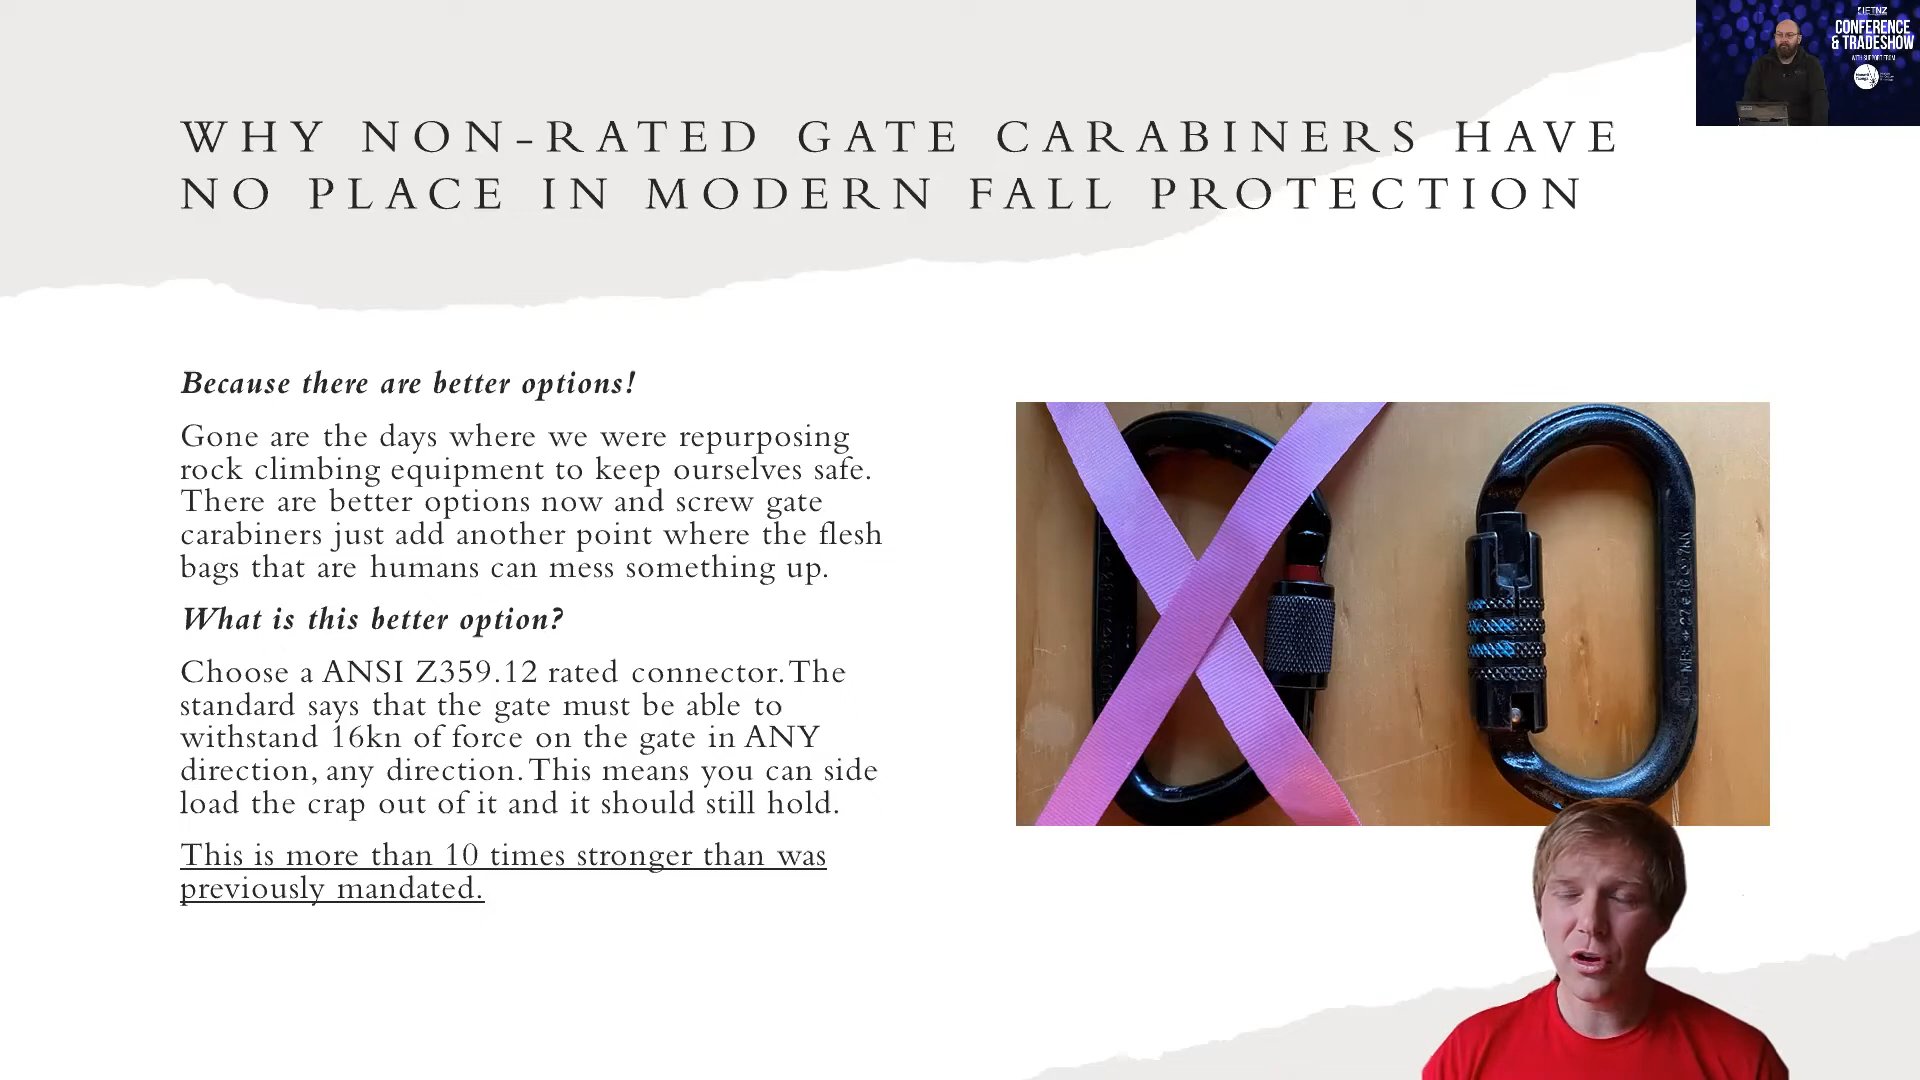 ETNZ
CONFERENCE
& TRADESHOW
WITH SUPPORT FROM
WHY NON-RATED GATE CARABINERS HAVE
NO PLACE IN MODERN FALL PROTECTION
Because there are better options!
Gone are the days where we were repurposing
rock climbing equipment to keep ourselves safe.
There are better options now and screw gate
carabiners just add another point where the flesh
bags that are humans can mess something up.
What is this better option?
Choose a ANSI Z359.12 rated connector. The
standard says that the gate must be able to
withstand 16kn of force on the gate in ANY
direction, any direction. This means you can side
load the crap out of it and it should still hold.
This is more than 10 times stronger than was
previously mandated.